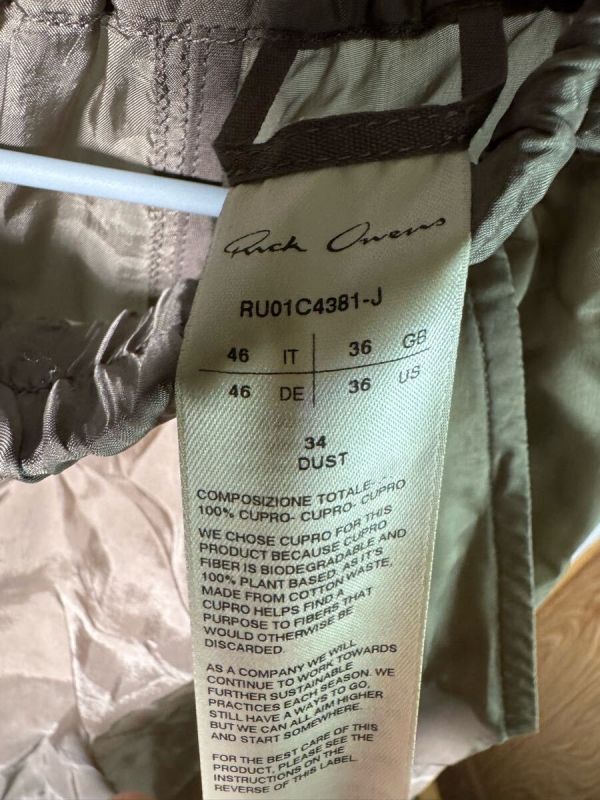 Rick Owens
RU01C4381-J
46 IT 36 GB
46 DE 36 US
34
DUST
COMPOSIZIONE TOTALE-
100% CUPRO- CUPRO- CUPRO
WE CHOSE CUPRO FOR THIS
PRODUCT BECAUSE CUPRO
FIBER IS BIODEGRADABLE AND
100% PLANT BASED. AS IT'S
MADE FROM COTTON WASTE,
CUPRO HELPS FIND A
PURPOSE TO FIBERS THAT
WOULD OTHERWISE BE
DISCARDED.
AS A COMPANY WE WILL
CONTINUE TO WORK TOWARDS
FURTHER SUSTAINABLE
PRACTICES EACH SEASON. WE
STILL HAVE A WAYS TO GO,
BUT WE CAN ALL AIM HIGHER
AND START SOMEWHERE.
FOR THE BEST CARE OF THIS
PRODUCT, PLEASE SEE THE
INSTRUCTIONS ON THE
REVERSE OF THIS LABEL.